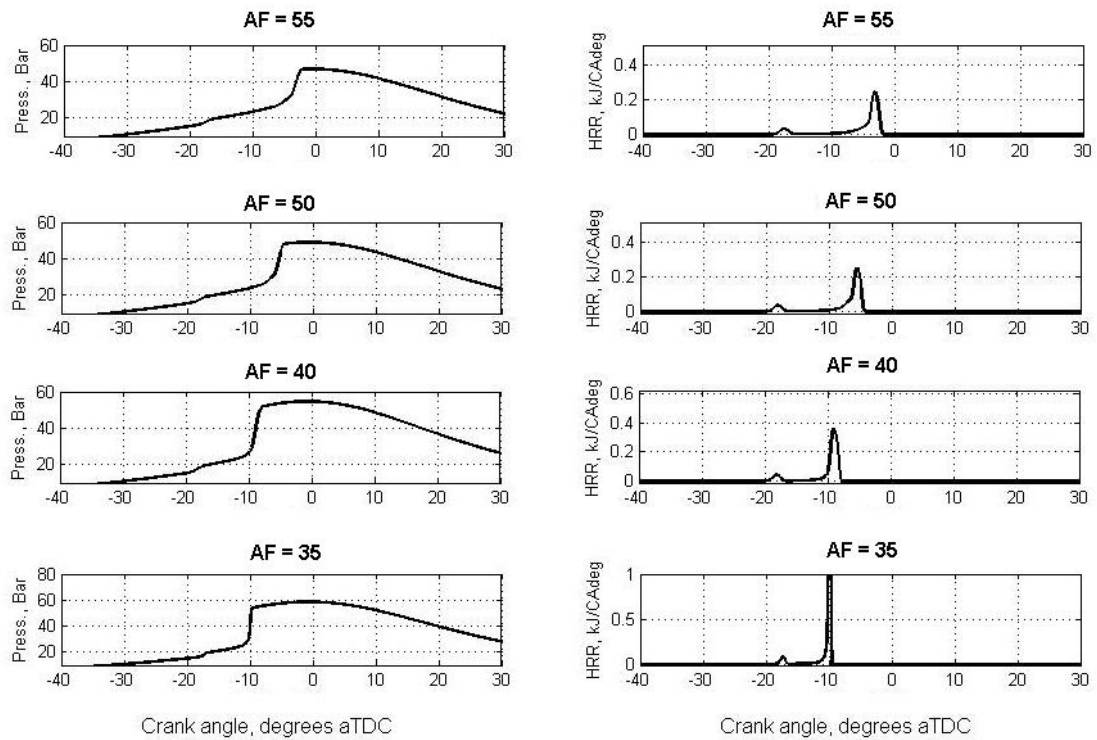 AF = 55
Press., Bar
60
40
20
-40 -30 -20 -10 0 10 20 30
AF = 55
HRR, kJ/CAdeg
0.4
0.2
0
-40 -30 -20 -10 0 10 20 30
AF = 50
Press., Bar
60
40
20
-40 -30 -20 -10 0 10 20 30
AF = 50
HRR, kJ/CAdeg
0.4
0.2
0
-40 -30 -20 -10 0 10 20 30
AF = 40
Press., Bar
60
40
20
-40 -30 -20 -10 0 10 20 30
AF = 40
HRR, kJ/CAdeg
0.6
0.4
0.2
0
-40 -30 -20 -10 0 10 20 30
AF = 35
Press., Bar
80
60
40
20
-40 -30 -20 -10 0 10 20 30
Crank angle, degrees aTDC
AF = 35
HRR, kJ/CAdeg
1
0.5
0
-40 -30 -20 -10 0 10 20 30
Crank angle, degrees aTDC